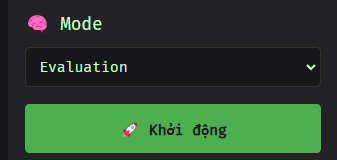 🧠 Mode
Evaluation
🚀 Khởi động